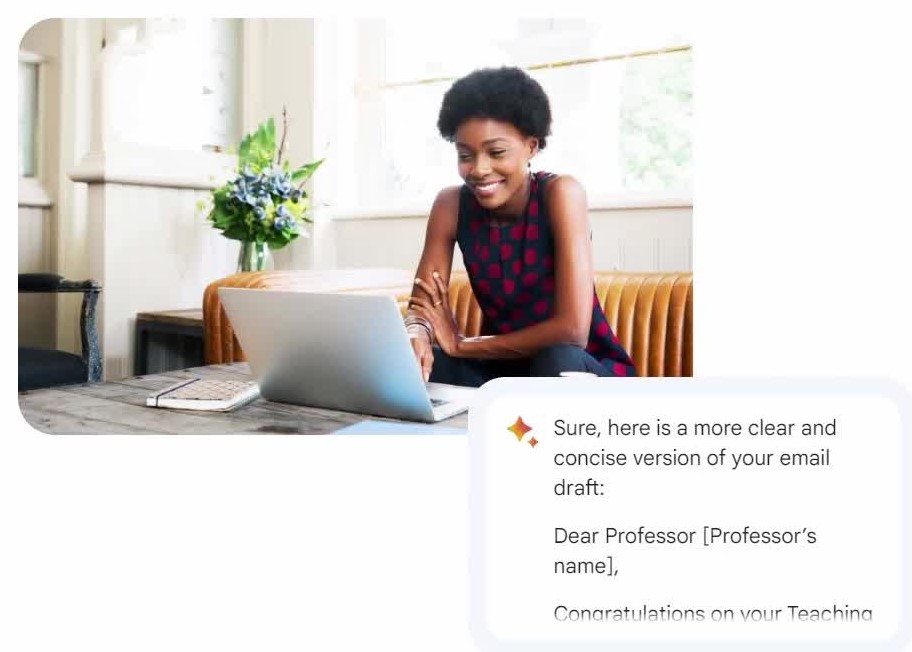 Sure, here is a more clear and
concise version of your email
draft:
Dear Professor [Professor’s
name],
Congratulations on your Teaching